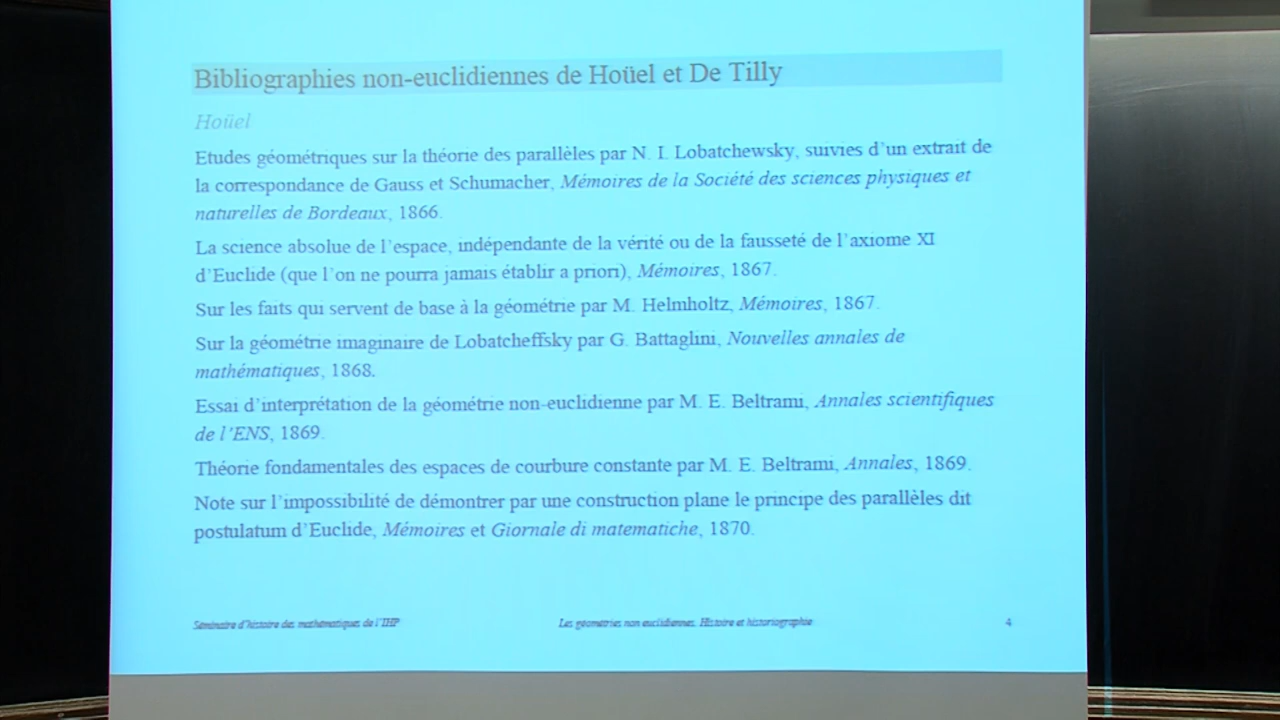 Bibliographies non-euclidiennes de Hoüel et De Tilly
Hoüel
Etudes géométriques sur la théorie des parallèles par N. I. Lobatchewsky, suivies d'un extrait de
la correspondance de Gauss et Schumacher, Mémoires de la Société des sciences physiques et
naturelles de Bordeaux, 1866.
La science absolue de l'espace, indépendante de la vérité ou de la fausseté de l'axiome XI
d'Euclide (que l'on ne pourra jamais établir a priori), Mémoires, 1867.
Sur les faits qui servent de base à la géométrie par M. Helmholtz, Mémoires, 1867.
Sur la géométrie imaginaire de Lobatcheffsky par G. Battaglini, Nouvelles annales de
mathématiques, 1868.
Essai d'interprétation de la géométrie non-euclidienne par M. E. Beltrami, Annales scientifiques
de l'ENS, 1869.
Théorie fondamentales des espaces de courbure constante par M. E. Beltrami, Annales, 1869.
Note sur l'impossibilité de démontrer par une construction plane le principe des parallèles dit
postulatum d'Euclide, Mémoires et Giornale di matematiche, 1870.
Séminaire d'histoire des mathématiques de l'IHP
Les géométries non euclidiennes. Histoire et historiographie
4